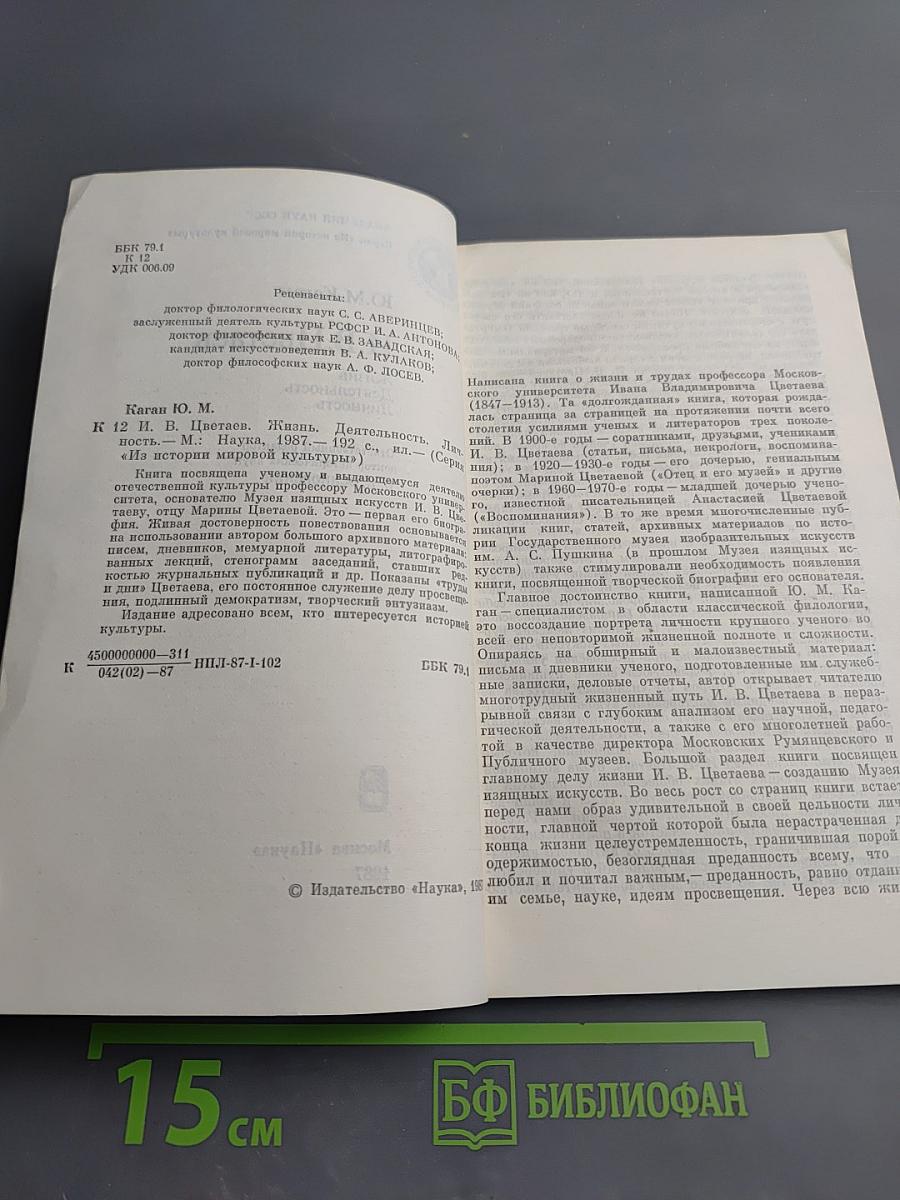 ББК 79.1
К 12
УДК 006.09
Рецензенты:
доктор филологических наук С. С. АВЕРИНЦЕВ;
заслуженный деятель культуры РСФСР И. А. АНТОНОВА;
доктор философских наук Е. В. ЗАВАДСКАЯ;
кандидат искусствоведения В. А. КУЛАКОВ;
доктор философских наук А. Ф. ЛОСЕВ.
Каган Ю. М.
К 12 И. В. Цветаев. Жизнь. Деятельность. Лич-
ность.— М.: Наука, 1987.— 192 с., ил.— (Серия
«Из истории мировой культуры»)
Книга посвящена ученому и выдающемуся деятелю
отечественной культуры профессору Московского универ-
ситета, основателю Музея изящных искусств И. В. Цве-
таеву, отцу Марины Цветаевой. Это — первая его биогра-
фия. Живая достоверность повествования основывается
на использовании автором большого архивного материала:
писем, дневников, мемуарной литературы, литографиро-
ванных лекций, стенограмм заседаний, ставших ред-
костью журнальных публикаций и др. Показаны «труды
и дни» Цветаева, его постоянное служение делу просвеще-
ния, подлинный демократизм, творческий энтузиазм.
Издание адресовано всем, кто интересуется историей
культуры.
К 4500000000—311
042(02)—87 НПЛ-87-I-102 ББК 79.1
© Издательство «Наука», 198
Написана книга о жизни и трудах профессора Москов-
ского университета Ивана Владимировича Цветаева
(1847—1913). Та «долгожданная» книга, которая рожда-
лась страница за страницей на протяжении почти всего
столетия усилиями ученых и литераторов трех поколе-
ний. В 1900-е годы — соратниками, друзьями, учениками
И. В. Цветаева (статьи, письма, некрологи, воспомина-
ния); в 1920—1930-е годы — его дочерью, гениальным
поэтом Мариной Цветаевой («Отец и его музей» и другие
очерки); в 1960—1970-е годы — младшей дочерью учено-
го, известной писательницей Анастасией Цветаевой
(«Воспоминания»). В то же время многочисленные пуб-
ликации книг, статей, архивных материалов по исто-
рии Государственного музея изобразительных искусств
им. А. С. Пушкина (в прошлом Музея изящных ис-
кусств) также стимулировали необходимость появления
книги, посвященной творческой биографии его основателя.
Главное достоинство книги, написанной Ю. М. Ка-
ган — специалистом в области классической филологии,
это воссоздание портрета личности крупного ученого во
всей его неповторимой жизненной полноте и сложности.
Опираясь на обширный и малоизвестный материал:
письма и дневники ученого, подготовленные им служеб-
ные записки, деловые отчеты, автор открывает читателю
многотрудный жизненный путь И. В. Цветаева в нераз-
рывной связи с глубоким анализом его научной, педаго-
гической деятельности, а также с его многолетней рабо-
той в качестве директора Московских Румянцевского и
Публичного музеев. Большой раздел книги посвящен
главному делу жизни И. В. Цветаева — созданию Музея
изящных искусств. Во весь рост со страниц книги встает
перед нами образ удивительной в своей цельности лич-
ности, главной чертой которой была нерастраченная д
конца жизни целеустремленность, граничившая порой
одержимостью, безоглядная преданность всему, что
любил и почитал важным,— преданность, равно отданн
им семье, науке, идеям просвещения. Через всю жи
15 см
БФ БИБЛИОФАН